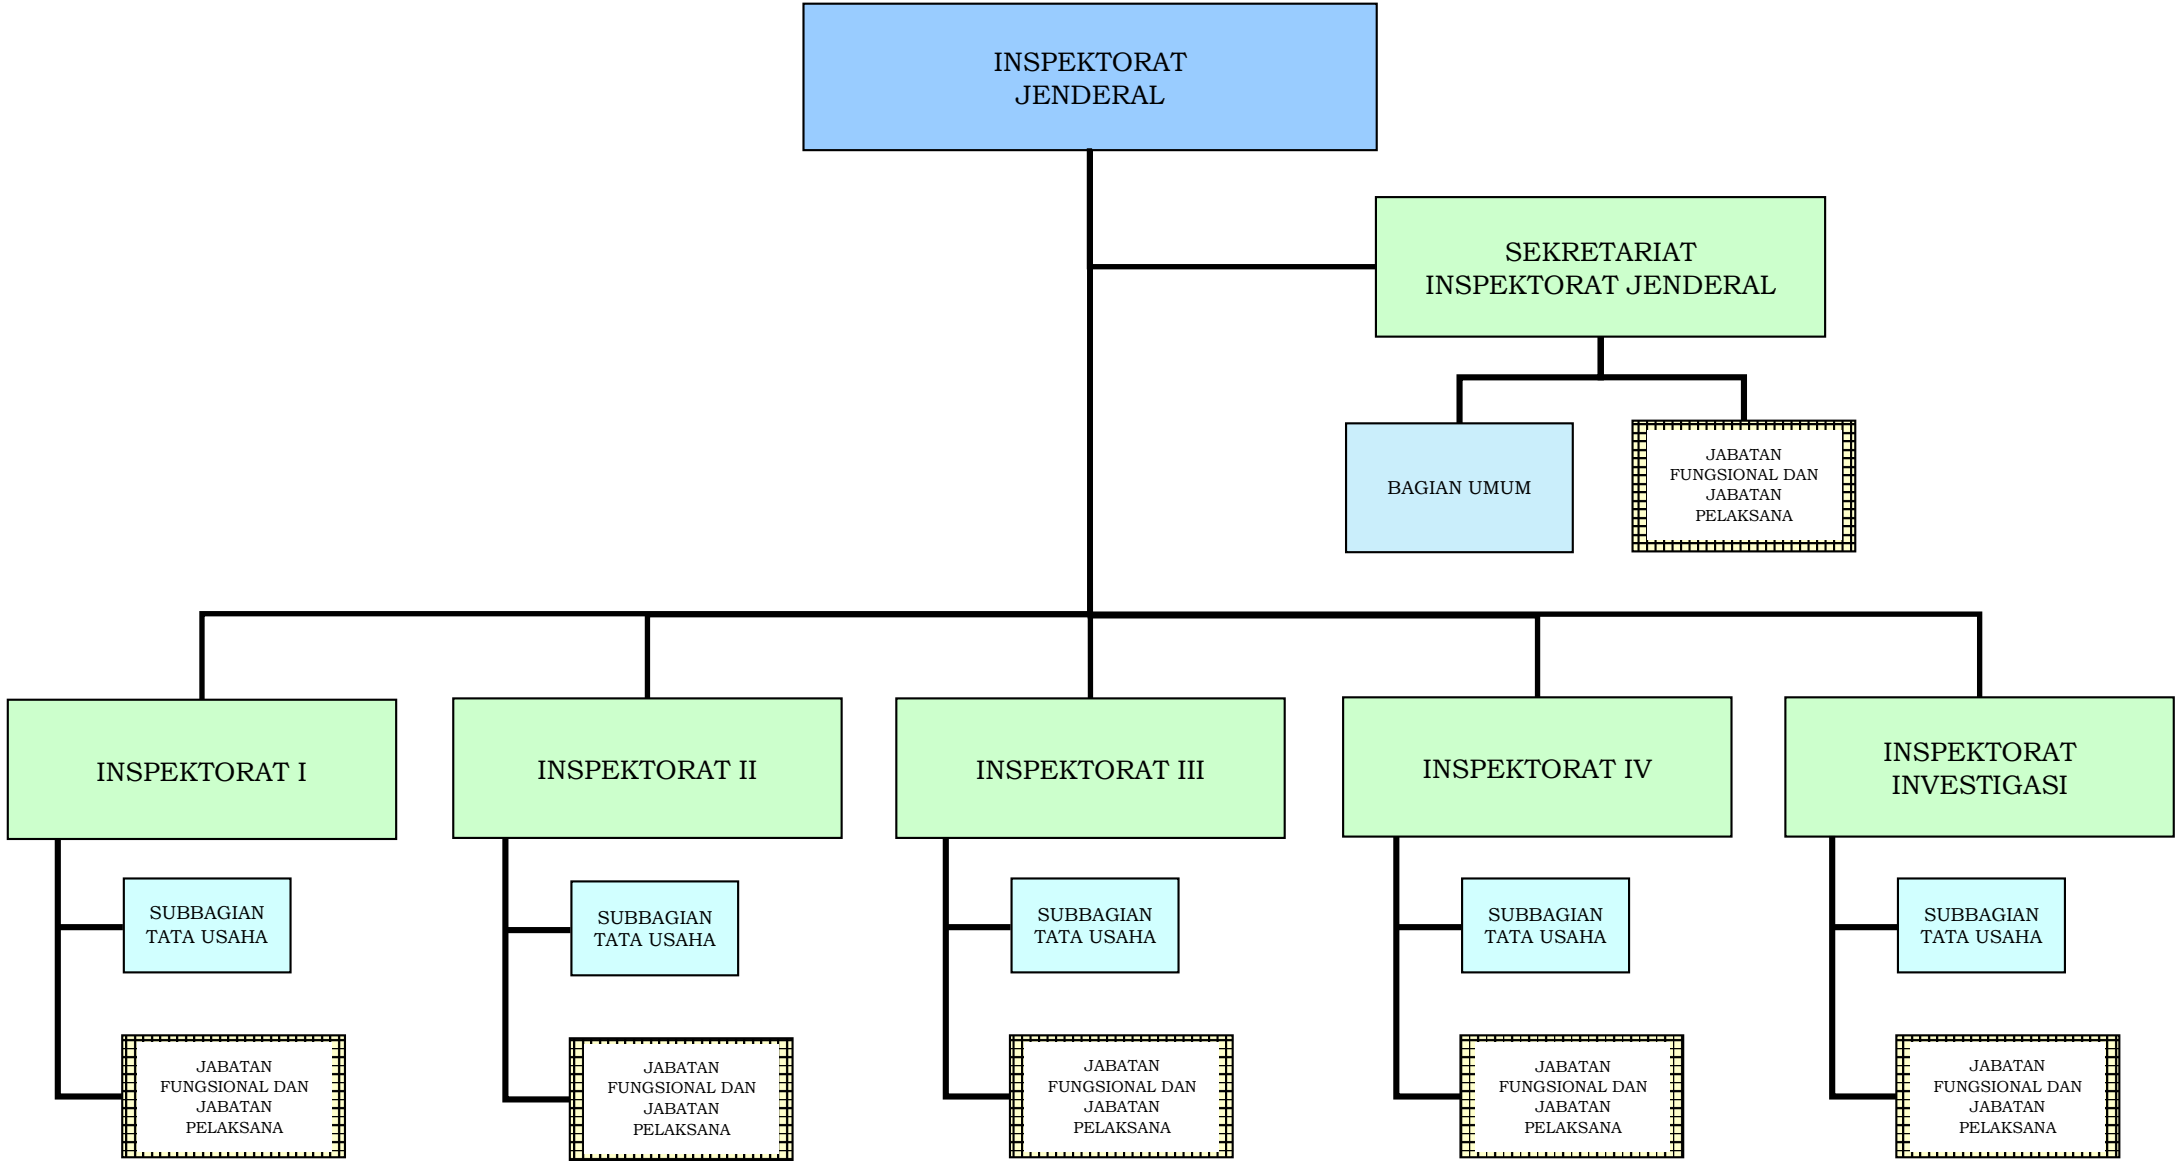 INSPEKTORAT
JENDERAL
SEKRETARIAT
INSPEKTORAT JENDERAL
BAGIAN UMUM
JABATAN
FUNGSIONAL DAN
JABATAN
PELAKSANA
INSPEKTORAT I
INSPEKTORAT II
INSPEKTORAT III
INSPEKTORAT IV
INSPEKTORAT
INVESTIGASI
SUBBAGIAN
TATA USAHA
SUBBAGIAN
TATA USAHA
SUBBAGIAN
TATA USAHA
SUBBAGIAN
TATA USAHA
SUBBAGIAN
TATA USAHA
JABATAN
FUNGSIONAL DAN
JABATAN
PELAKSANA
JABATAN
FUNGSIONAL DAN
JABATAN
PELAKSANA
JABATAN
FUNGSIONAL DAN
JABATAN
PELAKSANA
JABATAN
FUNGSIONAL DAN
JABATAN
PELAKSANA
JABATAN
FUNGSIONAL DAN
JABATAN
PELAKSANA